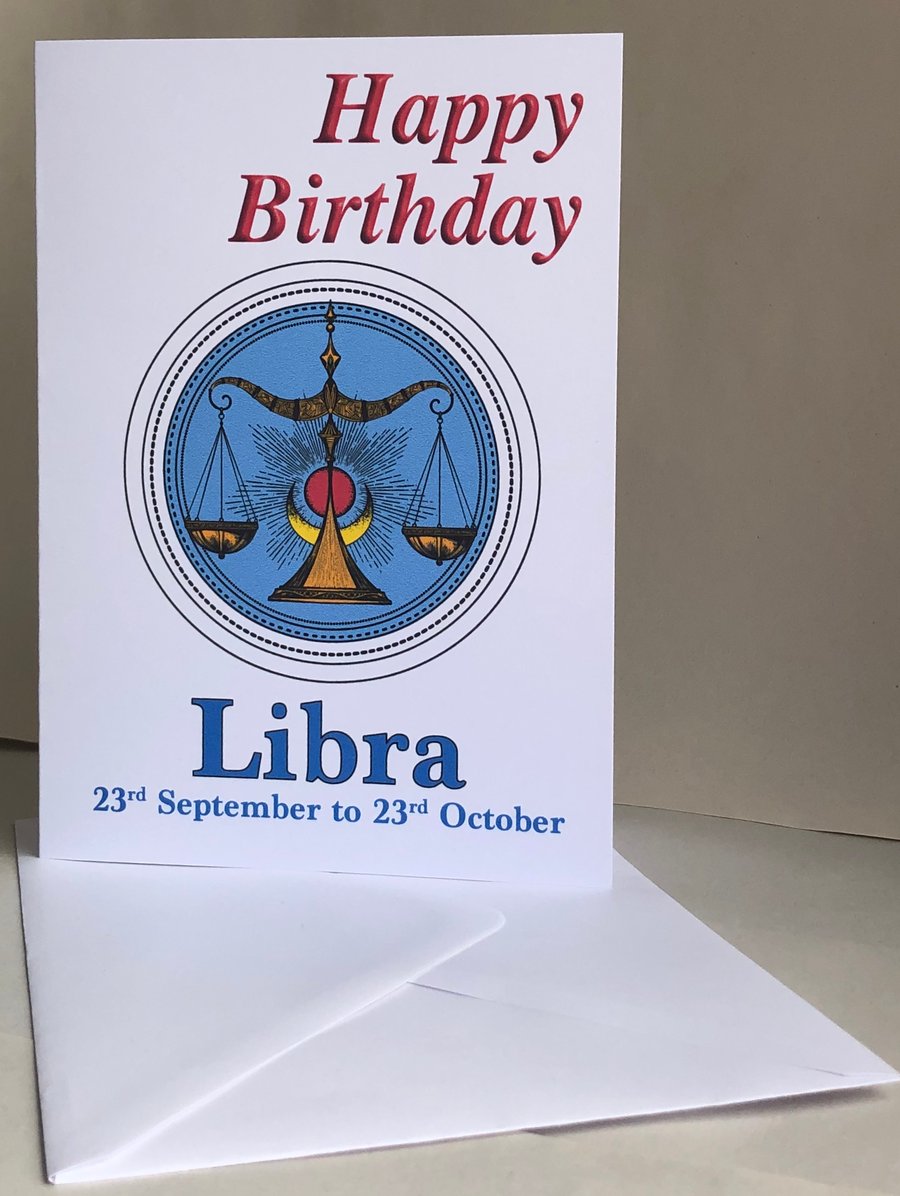 Happy
Birthday
Libra
23rd September to 23rd October